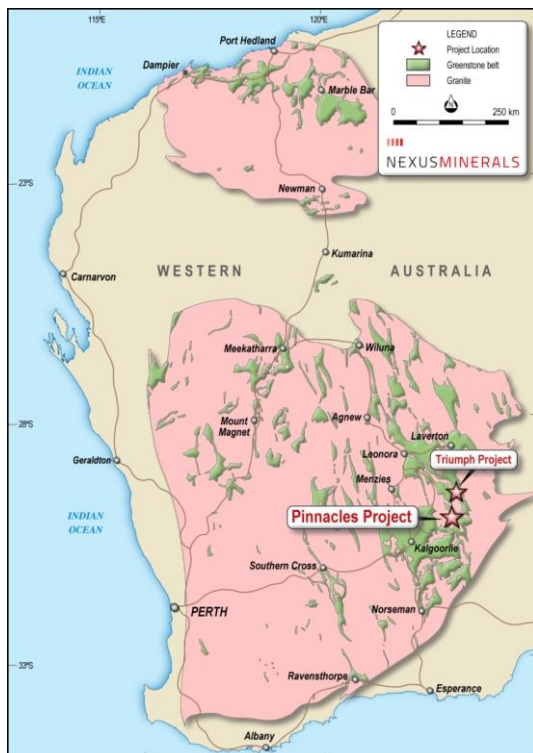 119°S
120°S
LEGEND
Project Location
Greenstone belt
Granite
N
0 250 km
NEXUSMINERALS
Port Hedland
INDIAN
OCEAN
Dampier
Marble Bar
23°S
Newman
Kumarina
WESTERN AUSTRALIA
Carnarvon
Meekatharra
Wiluna
28°S
Mount
Magnet
Agnew
Laverton
Leonora
Geraldton
Triumph Project
Menzies
INDIAN
OCEAN
Pinnacles Project
Kalgoorlie
Southern Cross
PERTH
Norseman
33°S
Ravensthorpe
Esperance
Albany